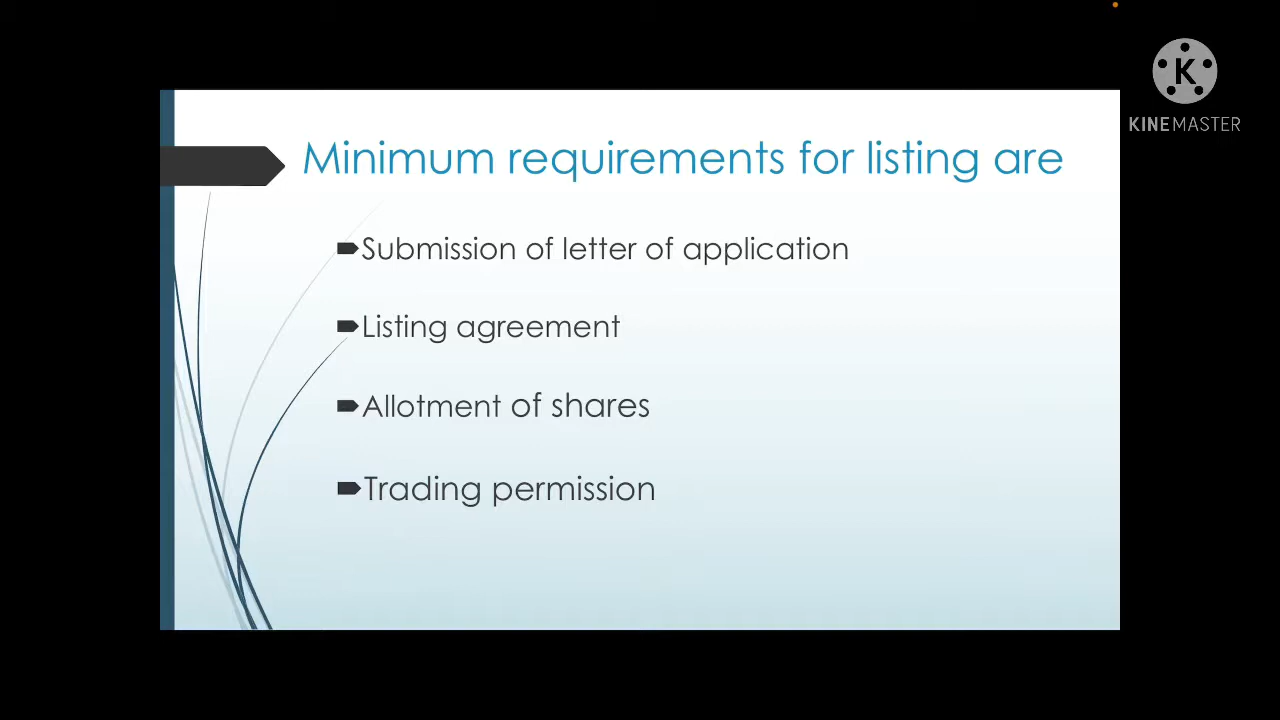 Minimum requirements for listing are
Submission of letter of application
Listing agreement
Allotment of shares
Trading permission
K
KINEMASTER